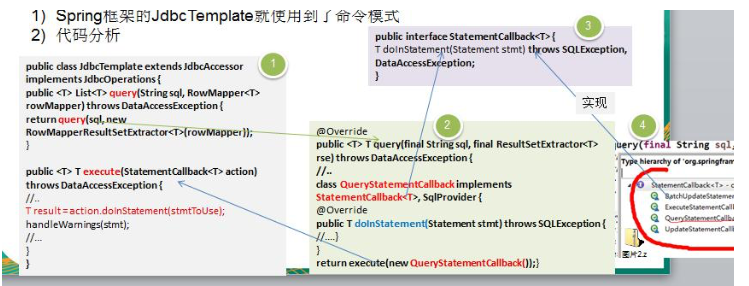 1) Spring框架的JdbcTemplate就使用到了命令模式
2) 代码分析
1
public class JdbcTemplate extends JdbcAccessor
implements JdbcOperations {
public <T> List<T> query(String sql, RowMapper<T>
rowMapper) throws DataAccessException {
return query(sql, new
RowMapperResultSetExtractor<T>(rowMapper));
}
public <T> T execute(StatementCallback<T> action)
throws DataAccessException {
//..
T result = action.doInStatement(stmtToUse);
handleWarnings(stmt);
//...
}
}
2
@Override
public <T> T query(final String sql, final ResultSetExtractor<T>
rse) throws DataAccessException {
//..
class QueryStatementCallback implements
StatementCallback<T>, SqlProvider {
@Override
public T doInStatement(Statement stmt) throws SQLException {
//....}
}
return execute(new QueryStatementCallback());}
3
public interface StatementCallback<T> {
T doInStatement(Statement stmt) throws SQLException,
DataAccessException;
}
实现
4
query(final String sql,
Type hierarchy of 'org.springfram
StatementCallback<T> - o
BatchUpdateStatemen
ExecuteStatementCallb
QueryStatementCallba
UpdateStatementCall
图片2.z